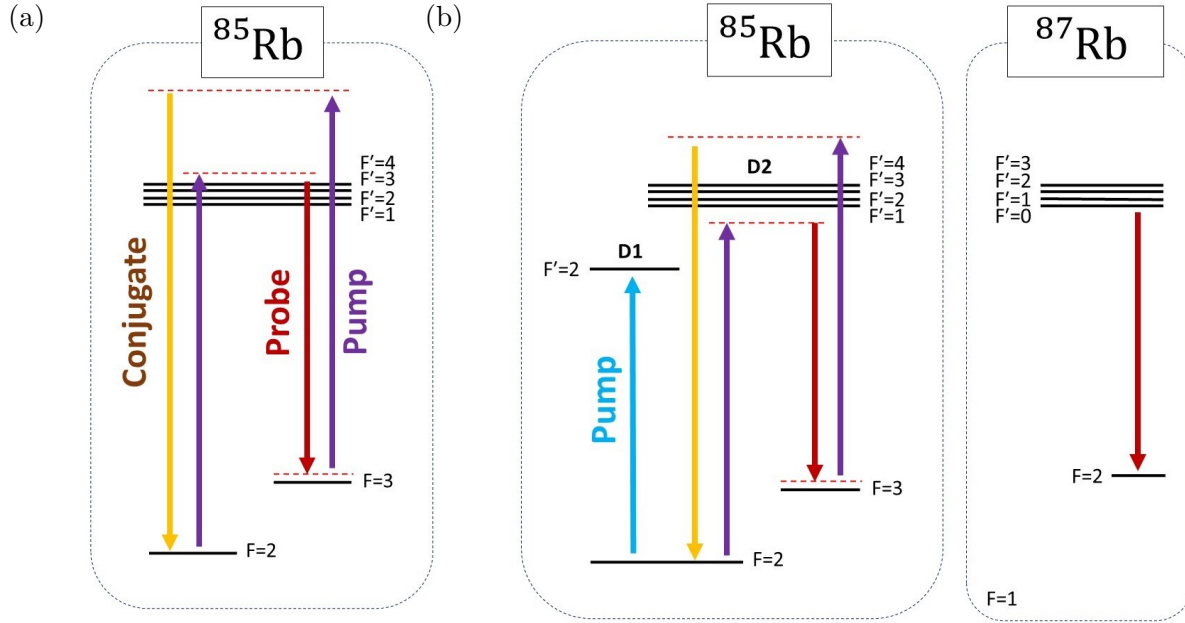 (a)
⁸⁵Rb
F'=4
F'=3
F'=2
F'=1
Conjugate
Probe
Pump
F=3
F=2
(b)
⁸⁵Rb
D2
F'=4
F'=3
F'=2
F'=1
D1
F'=2
Pump
F=3
F=2
⁸⁷Rb
F'=3
F'=2
F'=1
F'=0
F=2
F=1